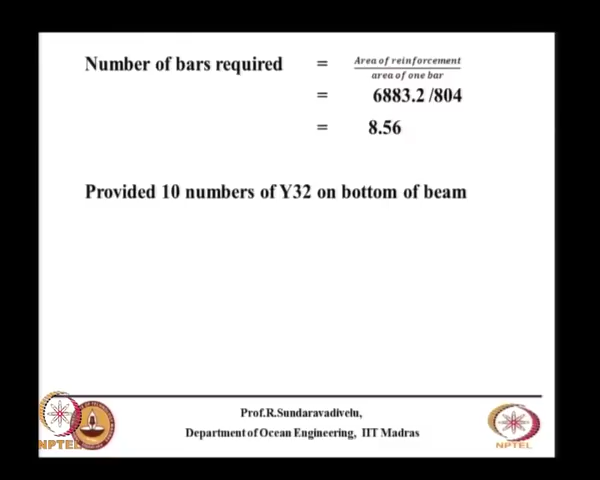 Number of bars required = Area of reinforcement / area of one bar
= 6883.2 /804
= 8.56
Provided 10 numbers of Y32 on bottom of beam
Prof.R.Sundaravadivelu,
Department of Ocean Engineering, IIT Madras
NPTEL
NPTEL